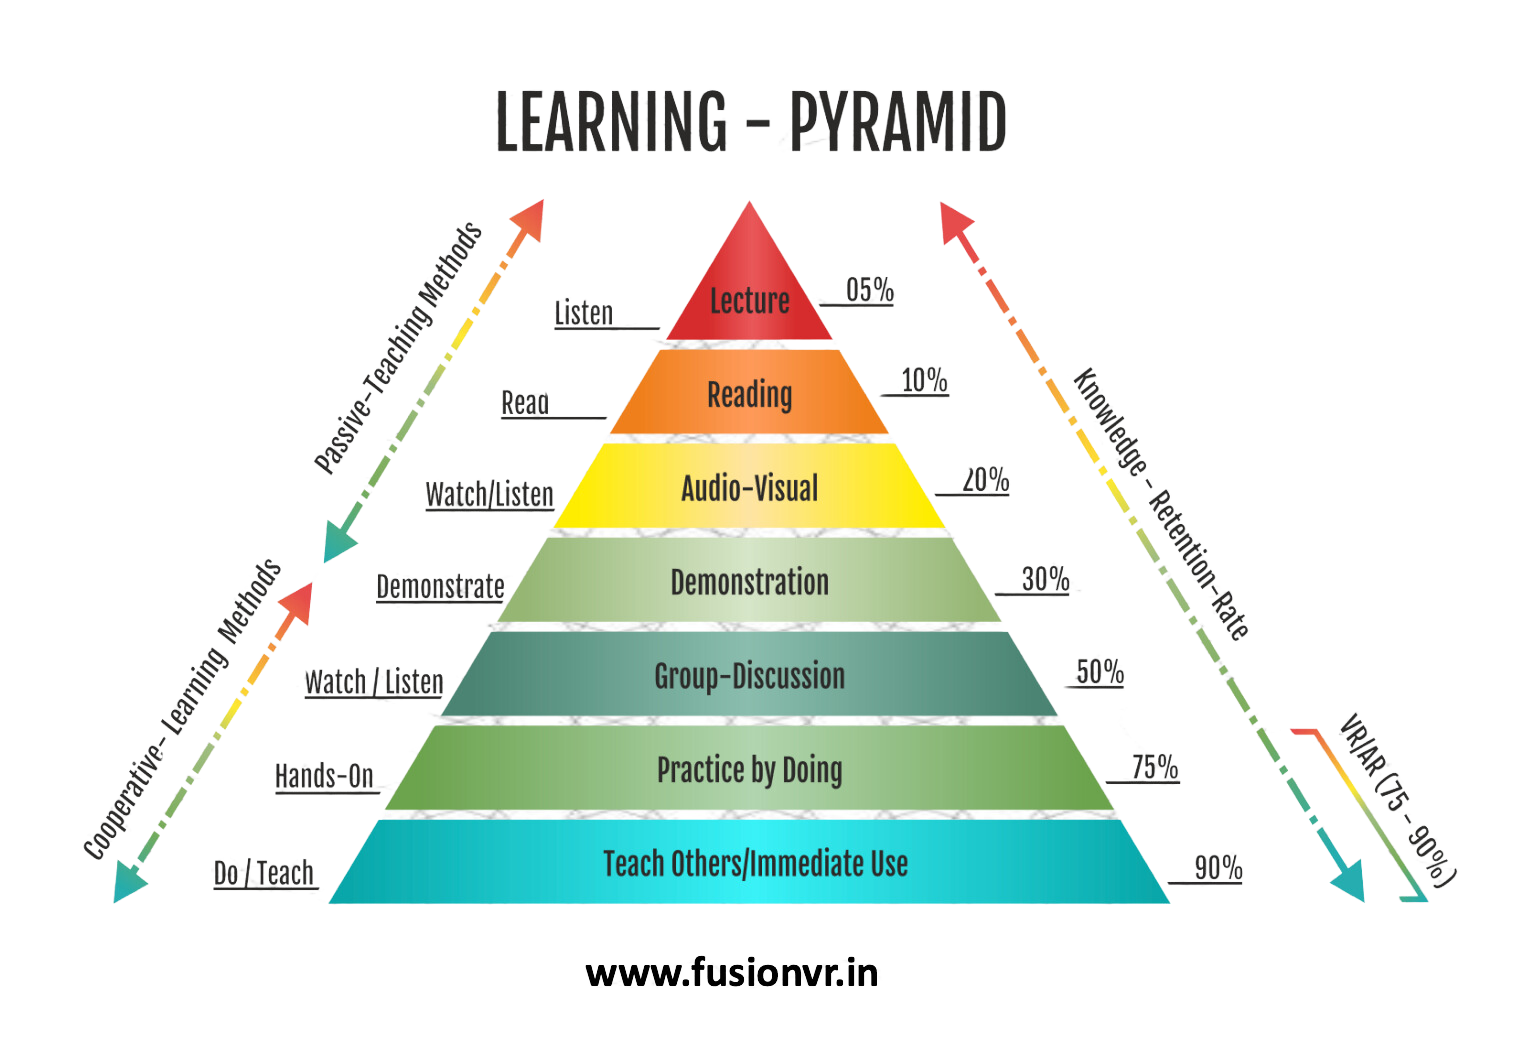 LEARNING - PYRAMID
Passive-Teaching Methods
Cooperative- Learning Methods
Listen
Lecture
05%
Read
Reading
10%
Watch/Listen
Audio-Visual
20%
Demonstrate
Demonstration
30%
Watch / Listen
Group-Discussion
50%
Hands-On
Practice by Doing
75%
Do / Teach
Teach Others/Immediate Use
90%
Knowledge - Retention-Rate
VR/AR (75 - 90%)
www.fusionvr.in